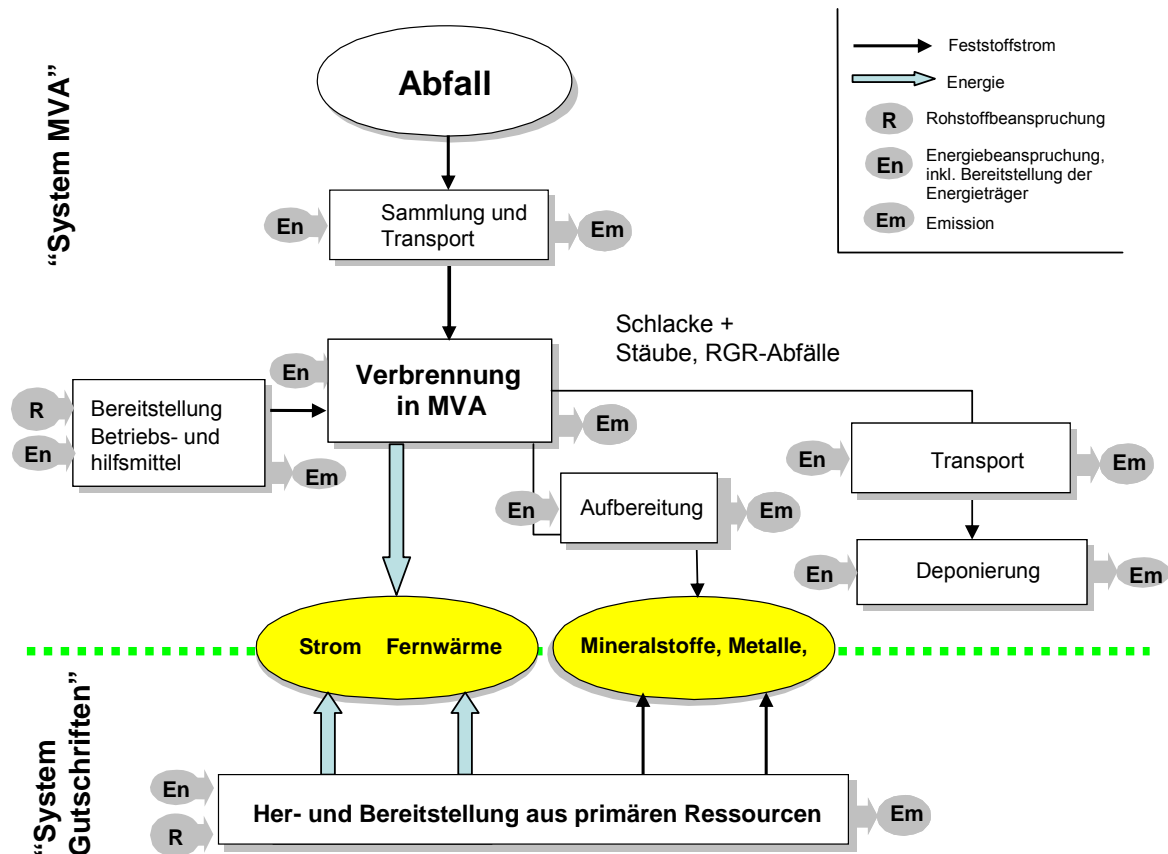 “System MVA”
Abfall
Feststoffstrom
Energie
R
Rohstoffbeanspruchung
En
Energiebeanspruchung,
inkl. Bereitstellung der
Energieträger
Em
Emission
En
Sammlung und
Transport
Em
Schlacke +
Stäube, RGR-Abfälle
En
Verbrennung
in MVA
Em
R
En
Bereitstellung
Betriebs- und
hilfsmittel
Em
En
Transport
Em
En
Aufbereitung
Em
En
Deponierung
Em
Strom Fernwärme
Mineralstoffe, Metalle,
“System
Gutschriften”
En
R
Her- und Bereitstellung aus primären Ressourcen
Em